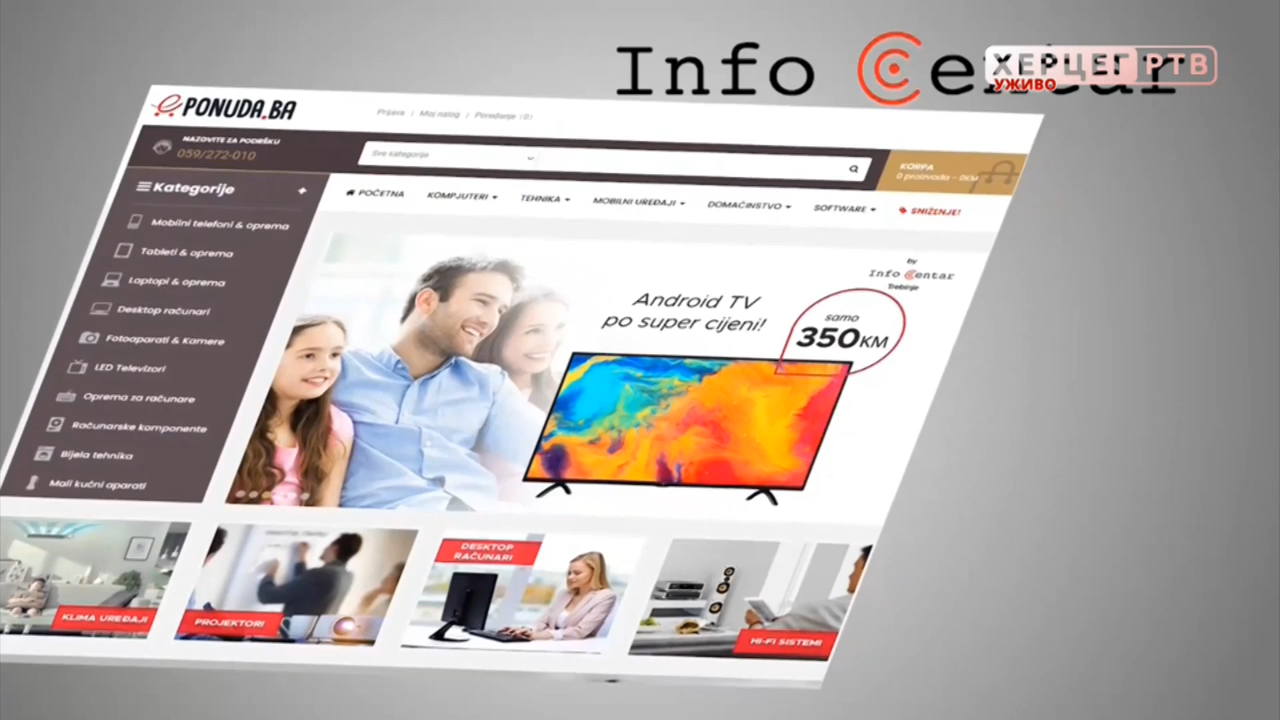 Info Centar
ХЕРЦЕГ РТВ
УЖИВО
ePONUDA.BA
Prijava | Moj nalog | Poređenje (0)
NAZOVITE ZA PODRŠKU
059/272-010
Sve kategorije
KORPA
0 proizvoda - 0KM
Kategorije
POČETNA KOMPJUTERI TEHNIKA MOBILNI UREĐAJI DOMAĆINSTVO SOFTWARE SNIŽENJE!
Mobilni telefoni & oprema
Tableti & oprema
Laptopi & oprema
Desktop računari
Fotoaparati & Kamere
LED Televizori
Oprema za računare
Računarske komponente
Bijela tehnika
Mali kućni aparati
by
Info Centar
Trebinje
Android TV
po super cijeni!
samo
350KM
KLIMA UREĐAJI
PROJEKTORI
DESKTOP
RAČUNARI
HI-FI SISTEMI